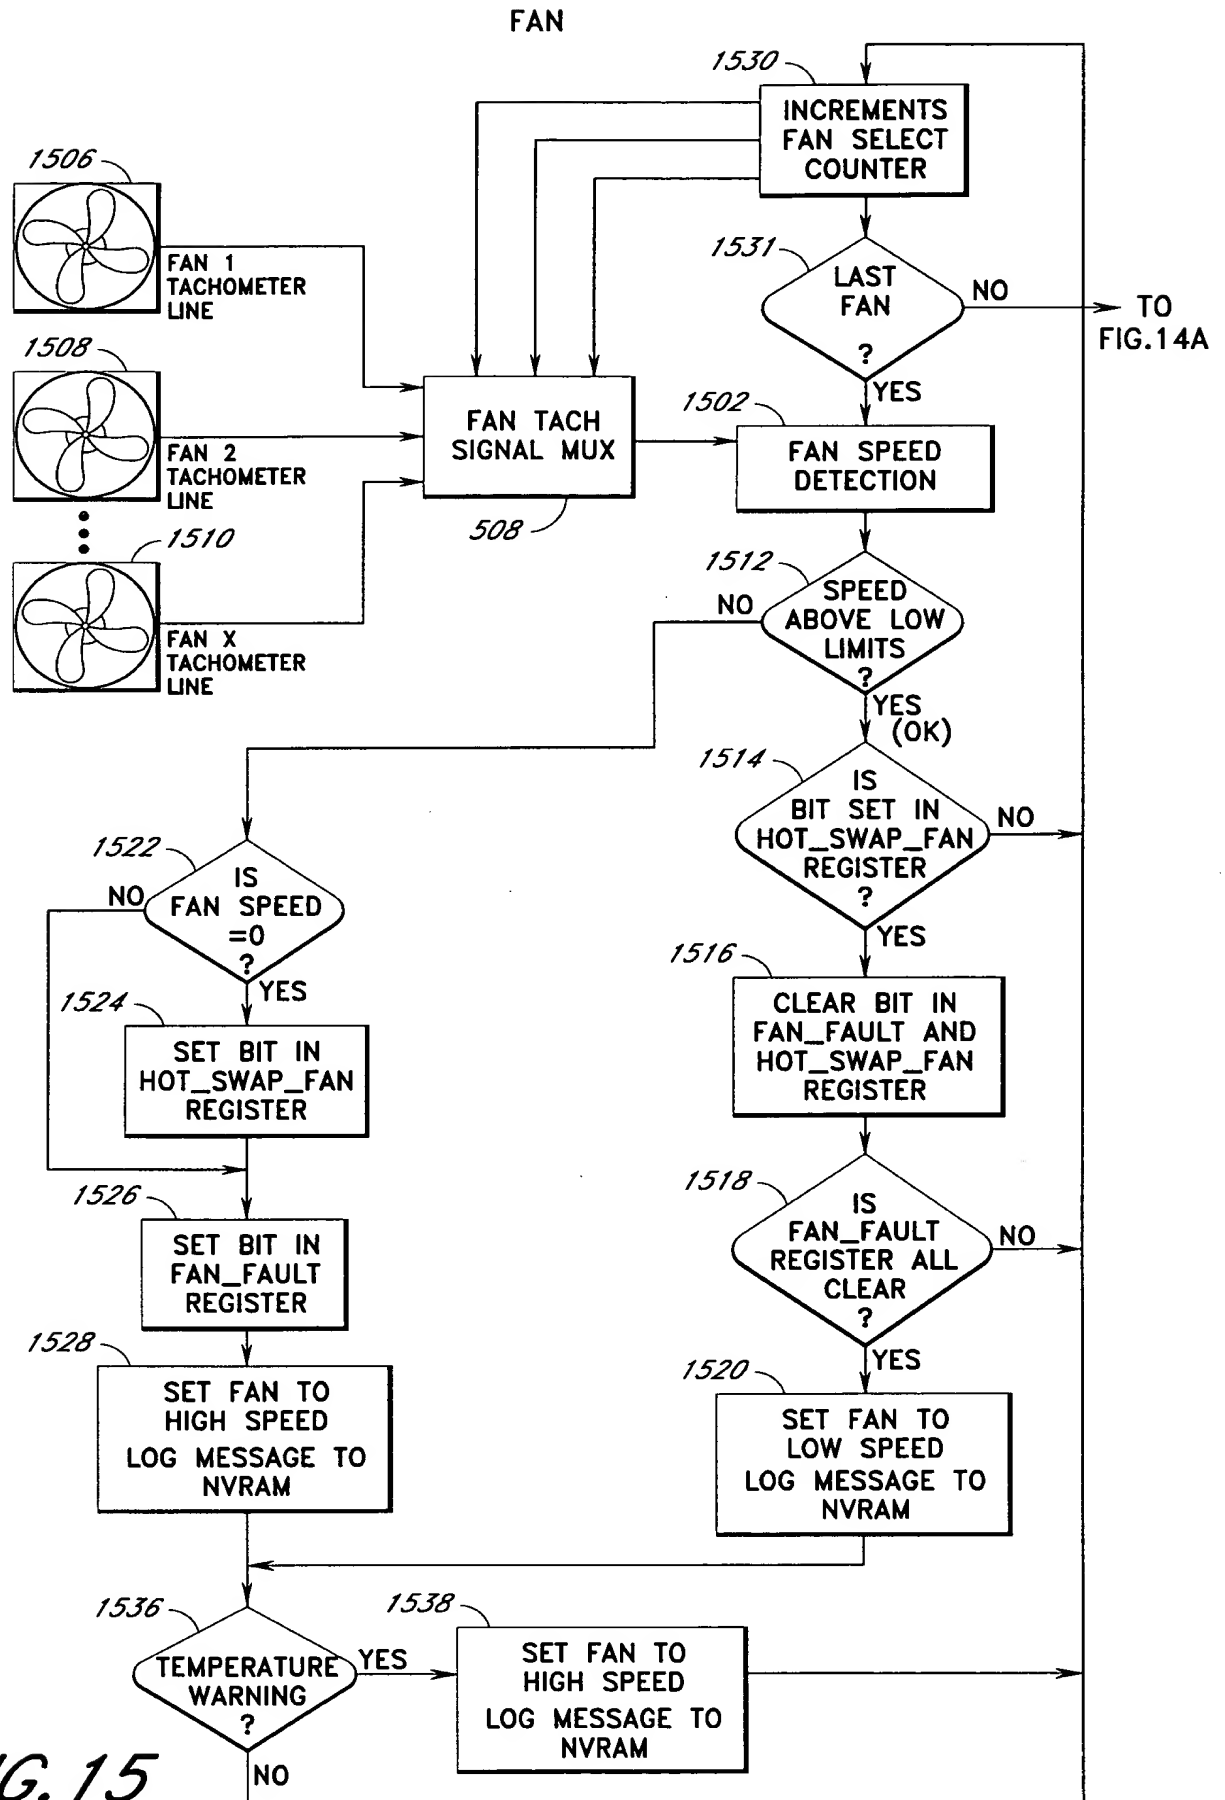 FAN
1530
INCREMENTS
FAN SELECT
COUNTER
1506
FAN 1
TACHOMETER
LINE
1531
LAST
FAN
?
NO
TO
FIG.14A
YES
1508
FAN 2
TACHOMETER
LINE
FAN TACH
SIGNAL MUX
508
1502
FAN SPEED
DETECTION
1510
FAN X
TACHOMETER
LINE
1512
SPEED
ABOVE LOW
LIMITS
?
NO
YES
(OK)
1514
IS
BIT SET IN
HOT_SWAP_FAN
REGISTER
?
NO
YES
1522
IS
FAN SPEED
=0
?
NO
YES
1516
CLEAR BIT IN
FAN_FAULT AND
HOT_SWAP_FAN
REGISTER
1524
SET BIT IN
HOT_SWAP_FAN
REGISTER
1518
IS
FAN_FAULT
REGISTER ALL
CLEAR
?
NO
YES
1526
SET BIT IN
FAN_FAULT
REGISTER
1528
SET FAN TO
HIGH SPEED
LOG MESSAGE TO
NVRAM
1520
SET FAN TO
LOW SPEED
LOG MESSAGE TO
NVRAM
1536
TEMPERATURE
WARNING
?
YES
NO
1538
SET FAN TO
HIGH SPEED
LOG MESSAGE TO
NVRAM
G.15